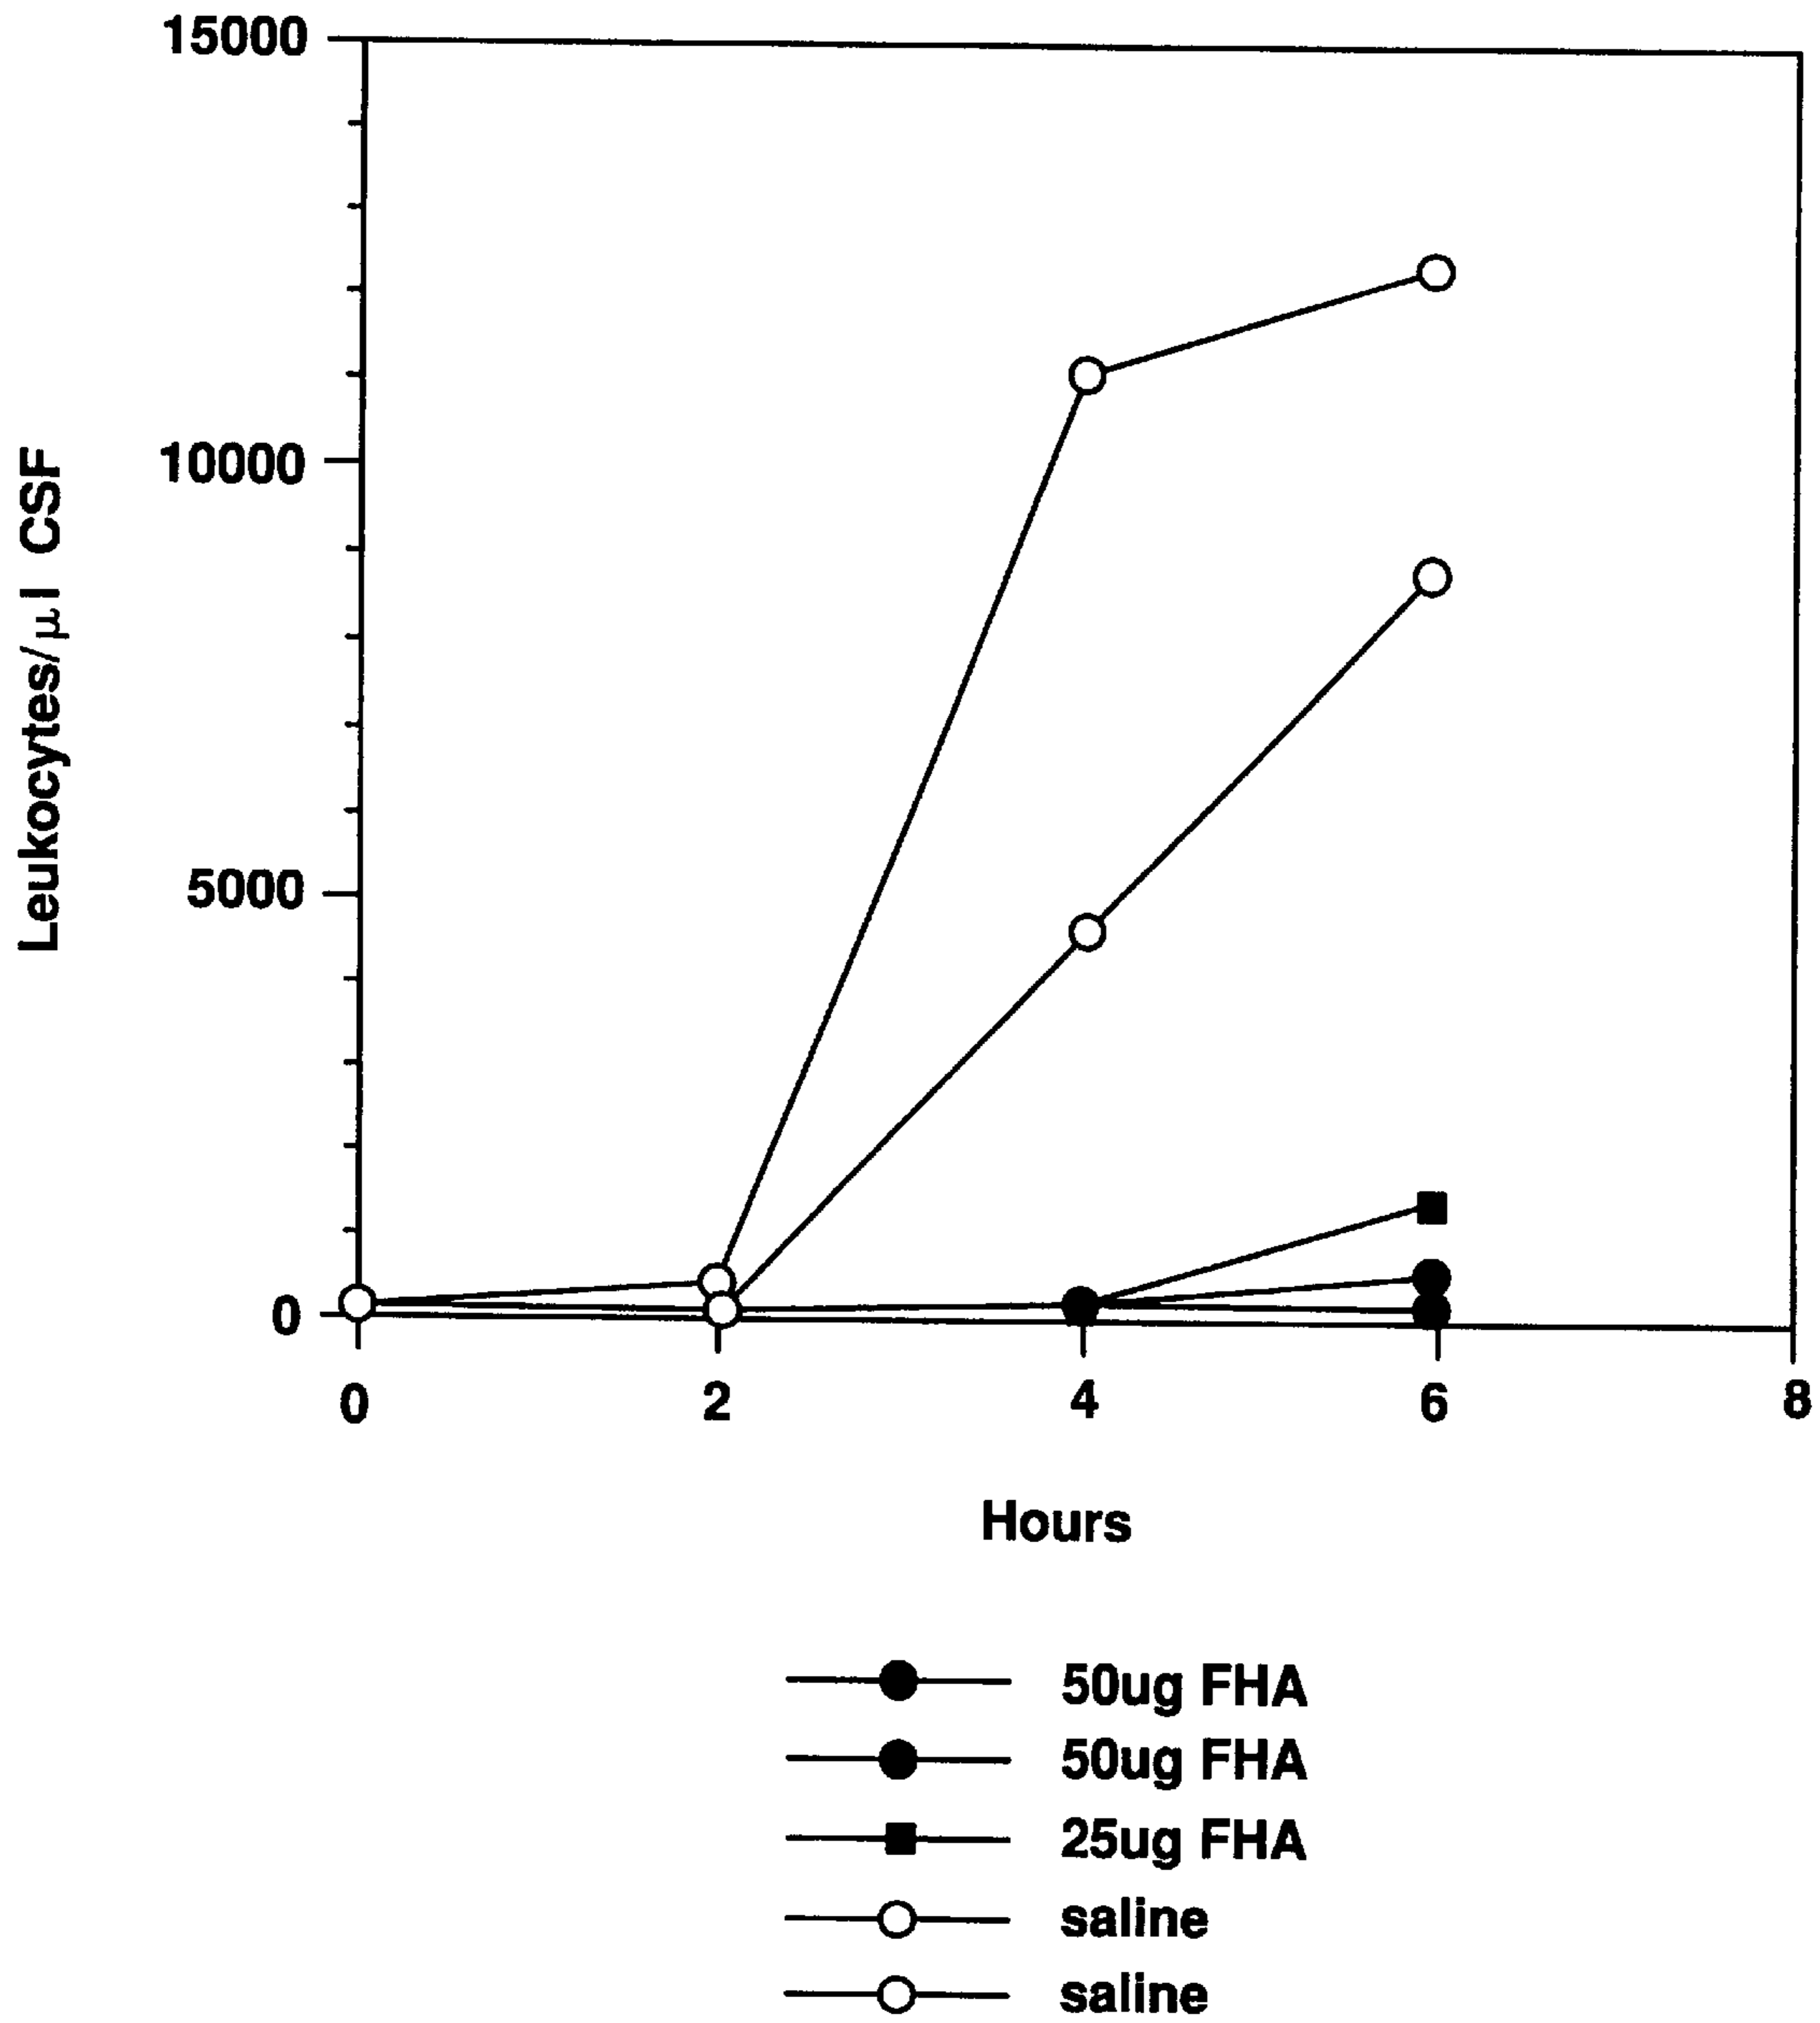 15000
10000
5000
0
Leukocytes/μl CSF
0 2 4 6 8
Hours
50ug FHA
50ug FHA
25ug FHA
saline
saline